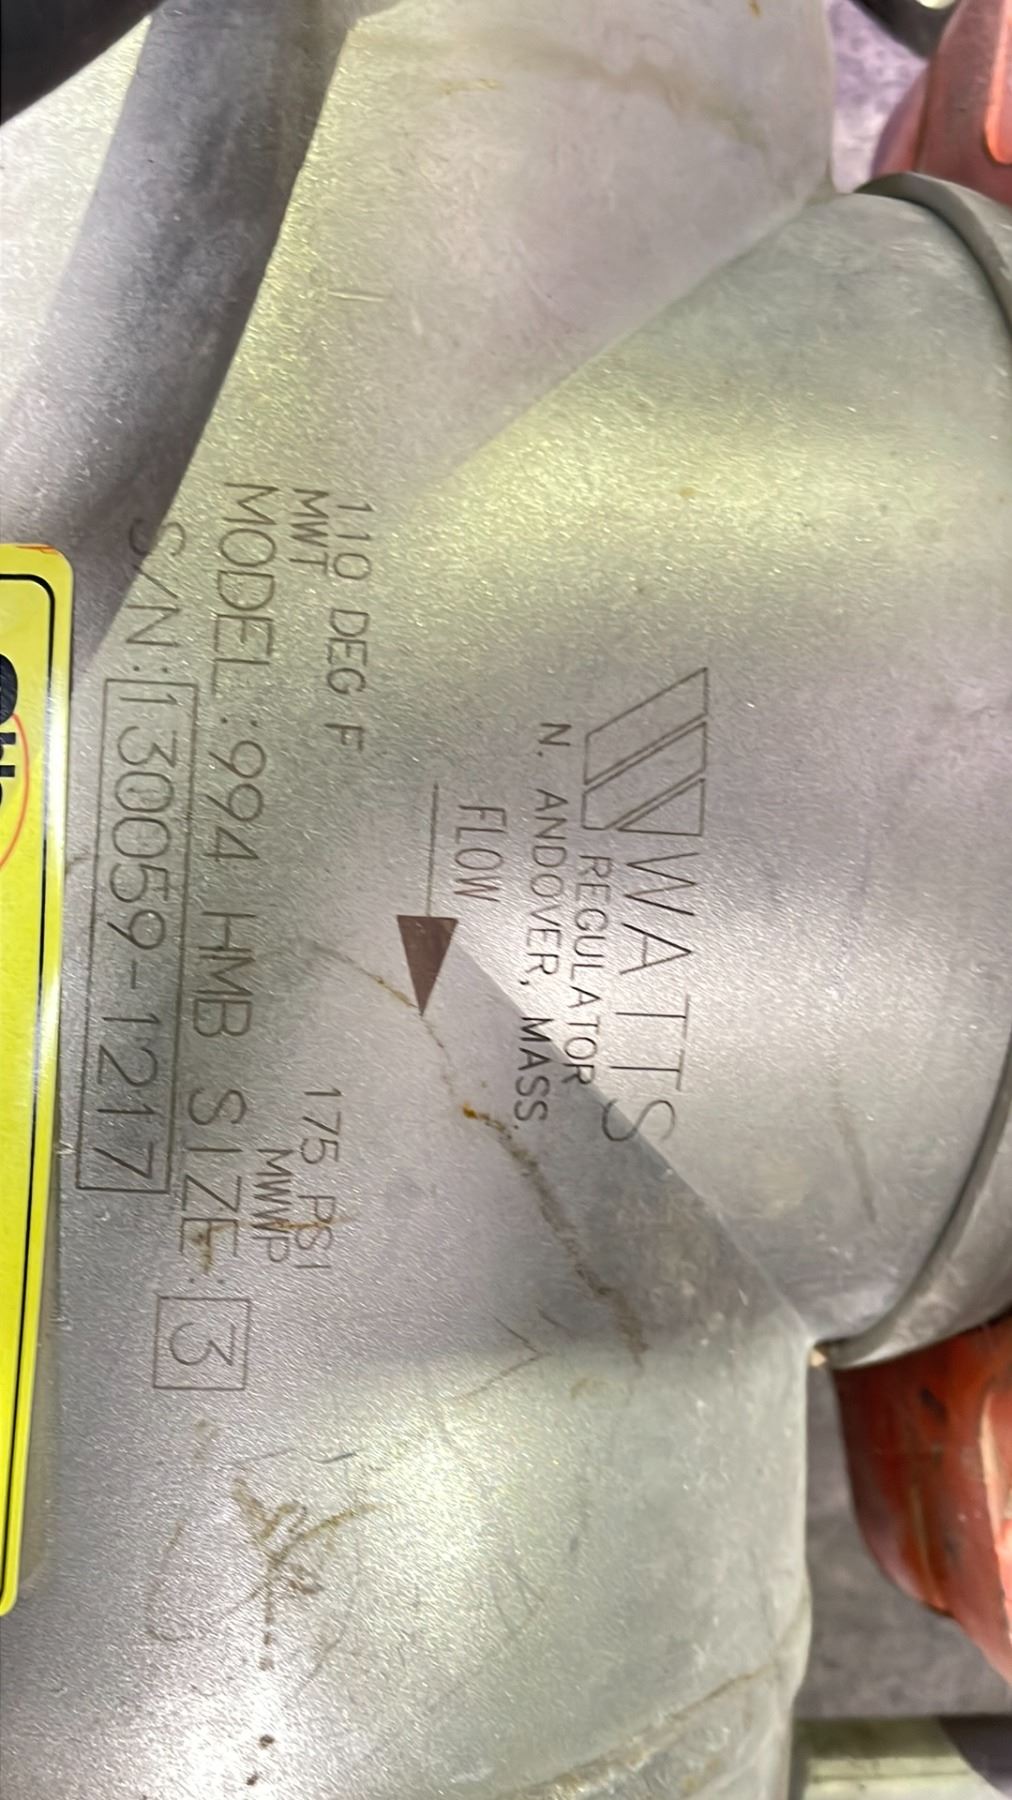 WATTS
REGULATOR
N. ANDOVER, MASS.
FLOW
110 DEG F
MWT
175 PSI
MWWP
MODEL:994 HMB SIZE:3
S/N:130059-1217